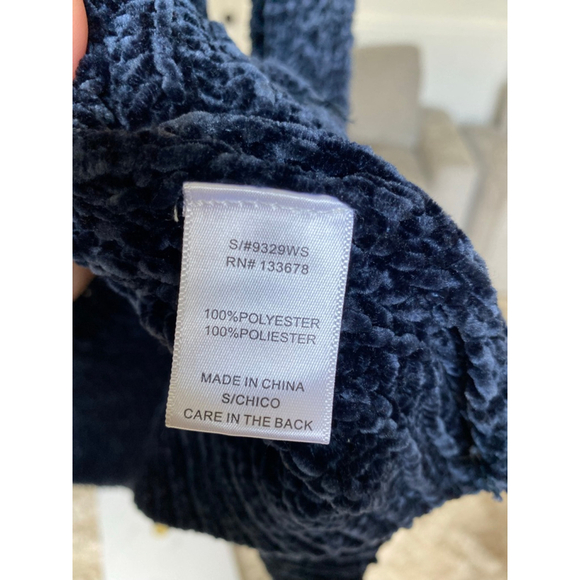 S/#9329WS
RN# 133678
100%POLYESTER
100%POLIESTER
MADE IN CHINA
S/CHICO
CARE IN THE BACK